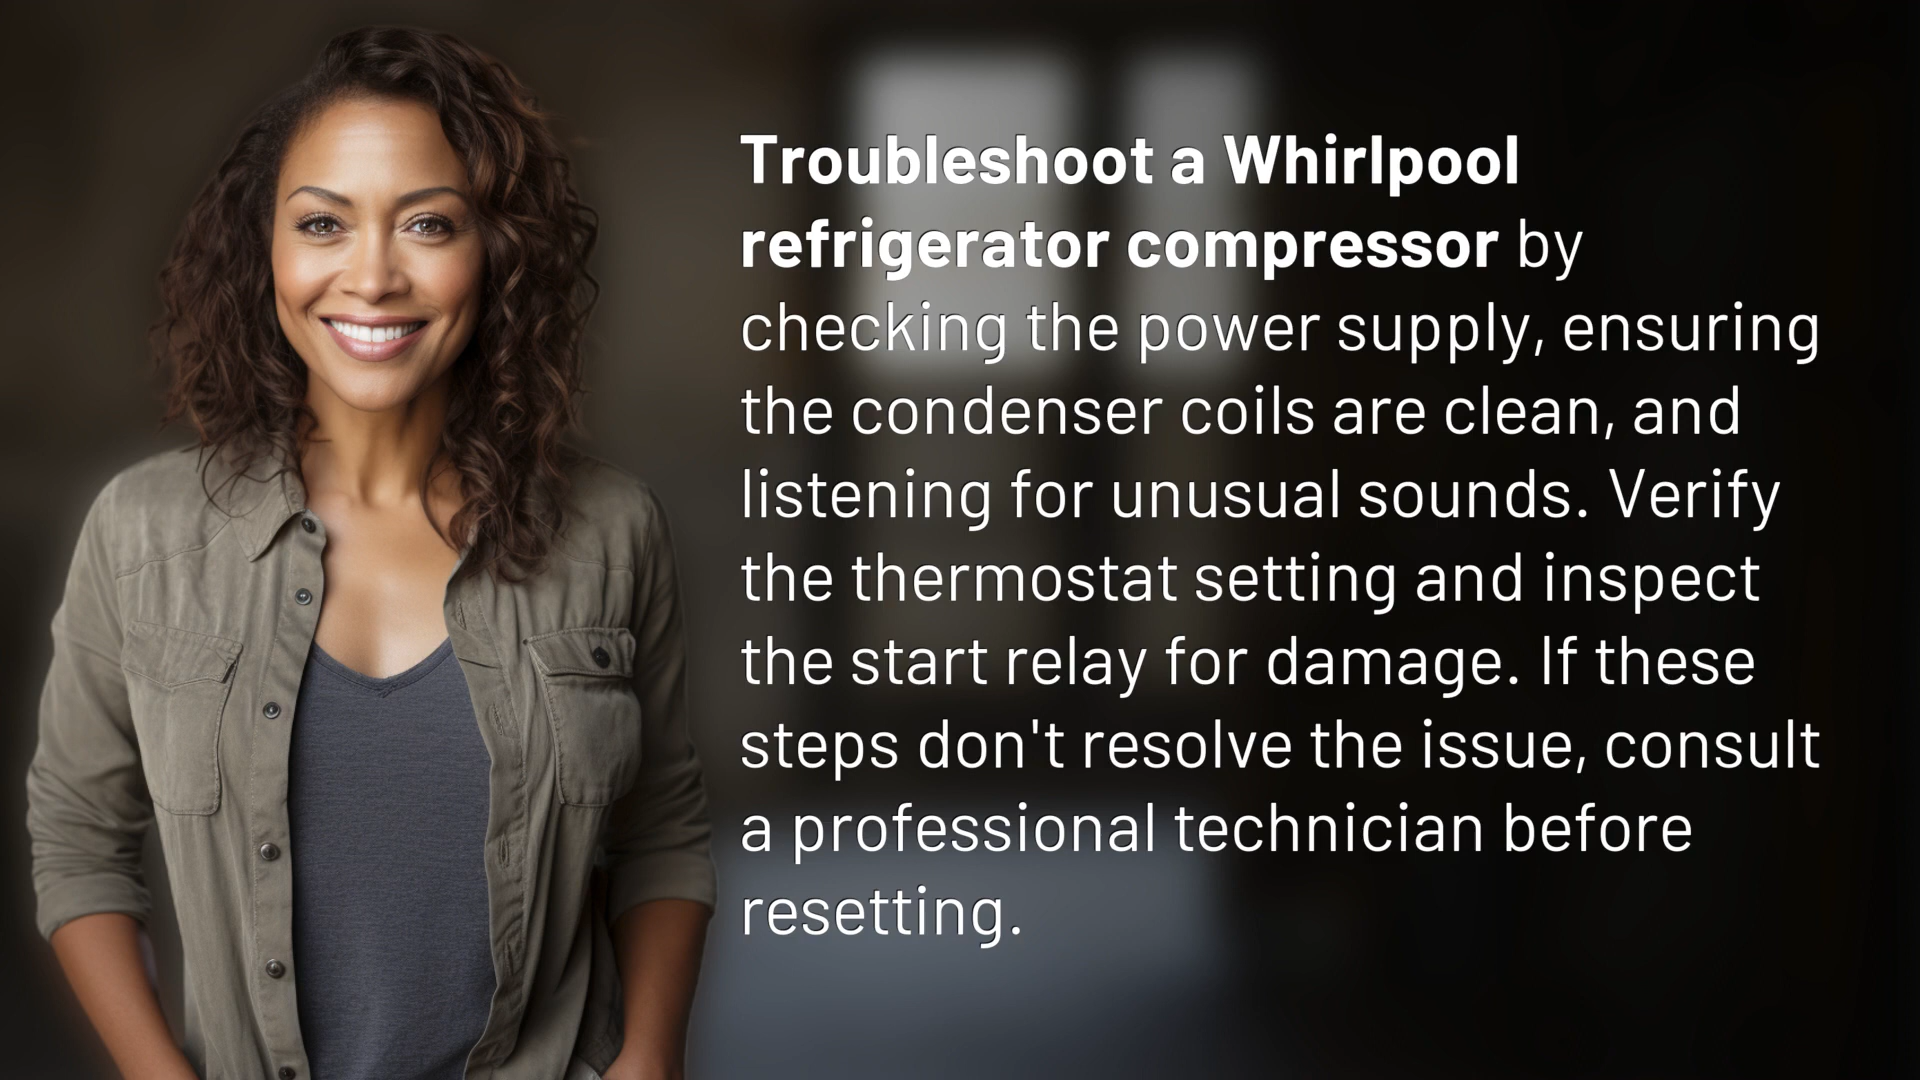 Troubleshoot a Whirlpool
refrigerator compressor by
checking the power supply, ensuring
the condenser coils are clean, and
listening for unusual sounds. Verify
the thermostat setting and inspect
the start relay for damage. If these
steps don't resolve the issue, consult
a professional technician before
resetting.